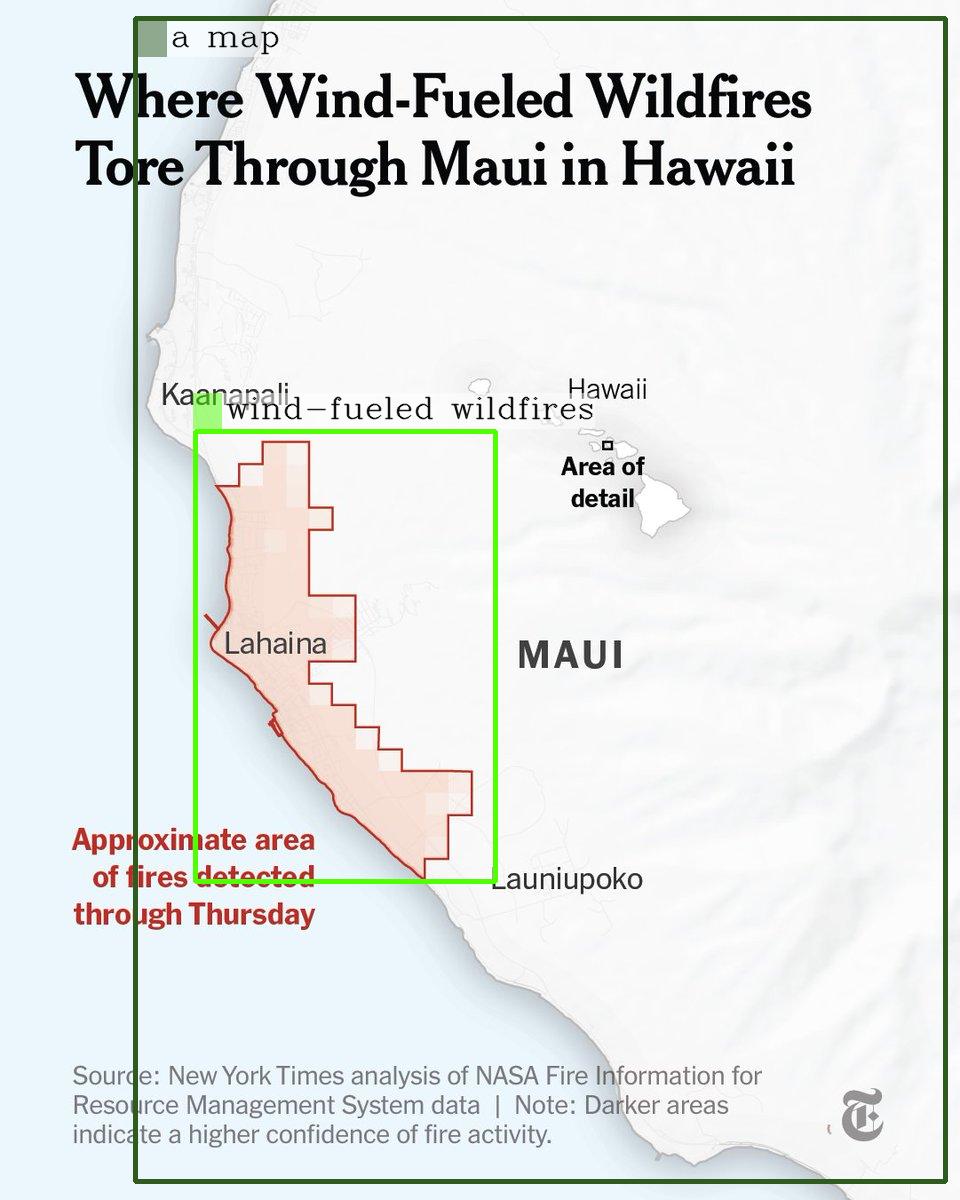 a map
Where Wind-Fueled Wildfires
Tore Through Maui in Hawaii
Kaanapali
Hawaii
wind-fueled wildfires
Area of
detail
Lahaina
MAUI
Approximate area
of fires detected
through Thursday
Launiupoko
Source: New York Times analysis of NASA Fire Information for
Resource Management System data | Note: Darker areas
indicate a higher confidence of fire activity.
T